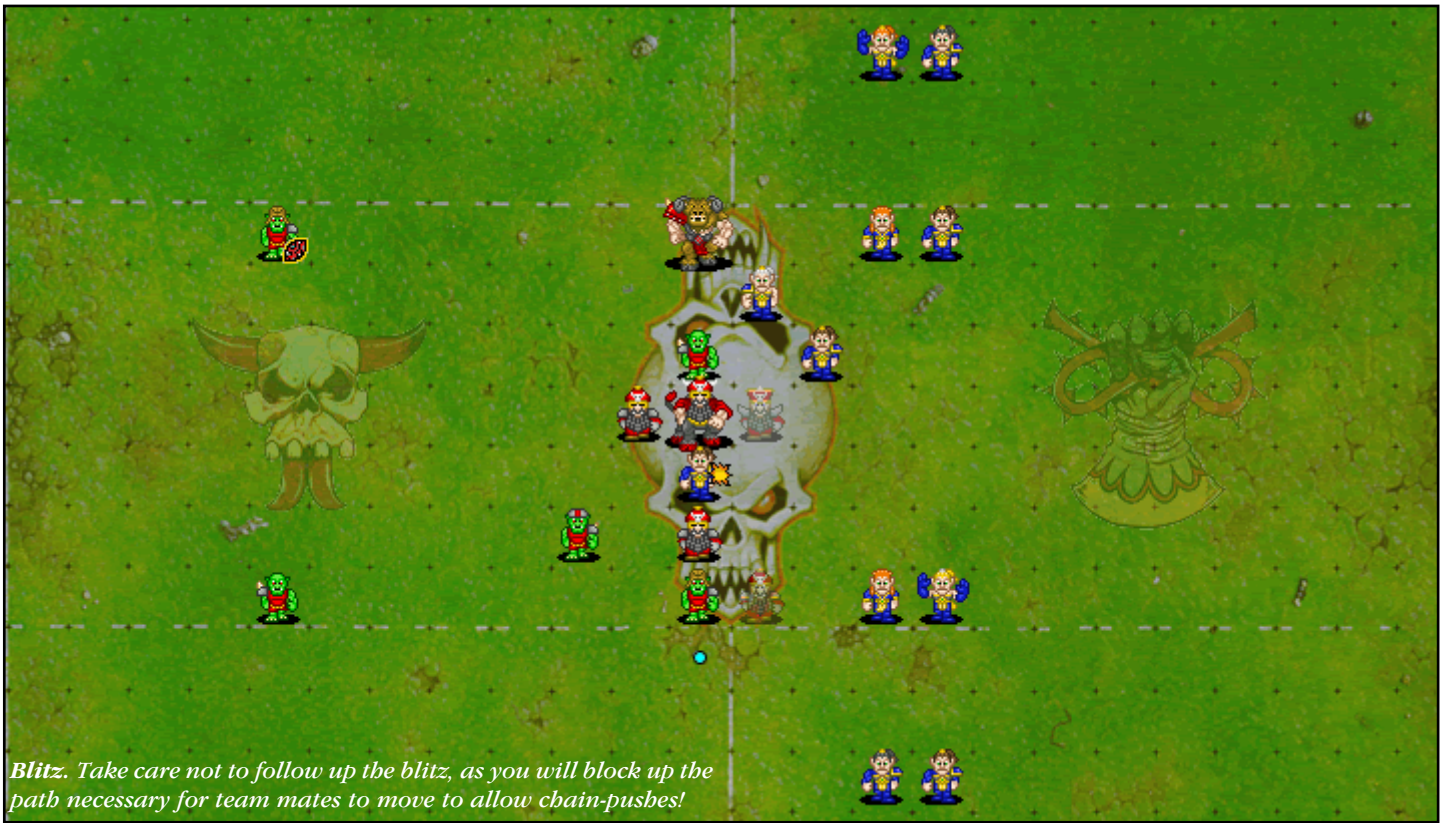 Blitz. Take care not to follow up the blitz, as you will block up the
path necessary for team mates to move to allow chain-pushes!